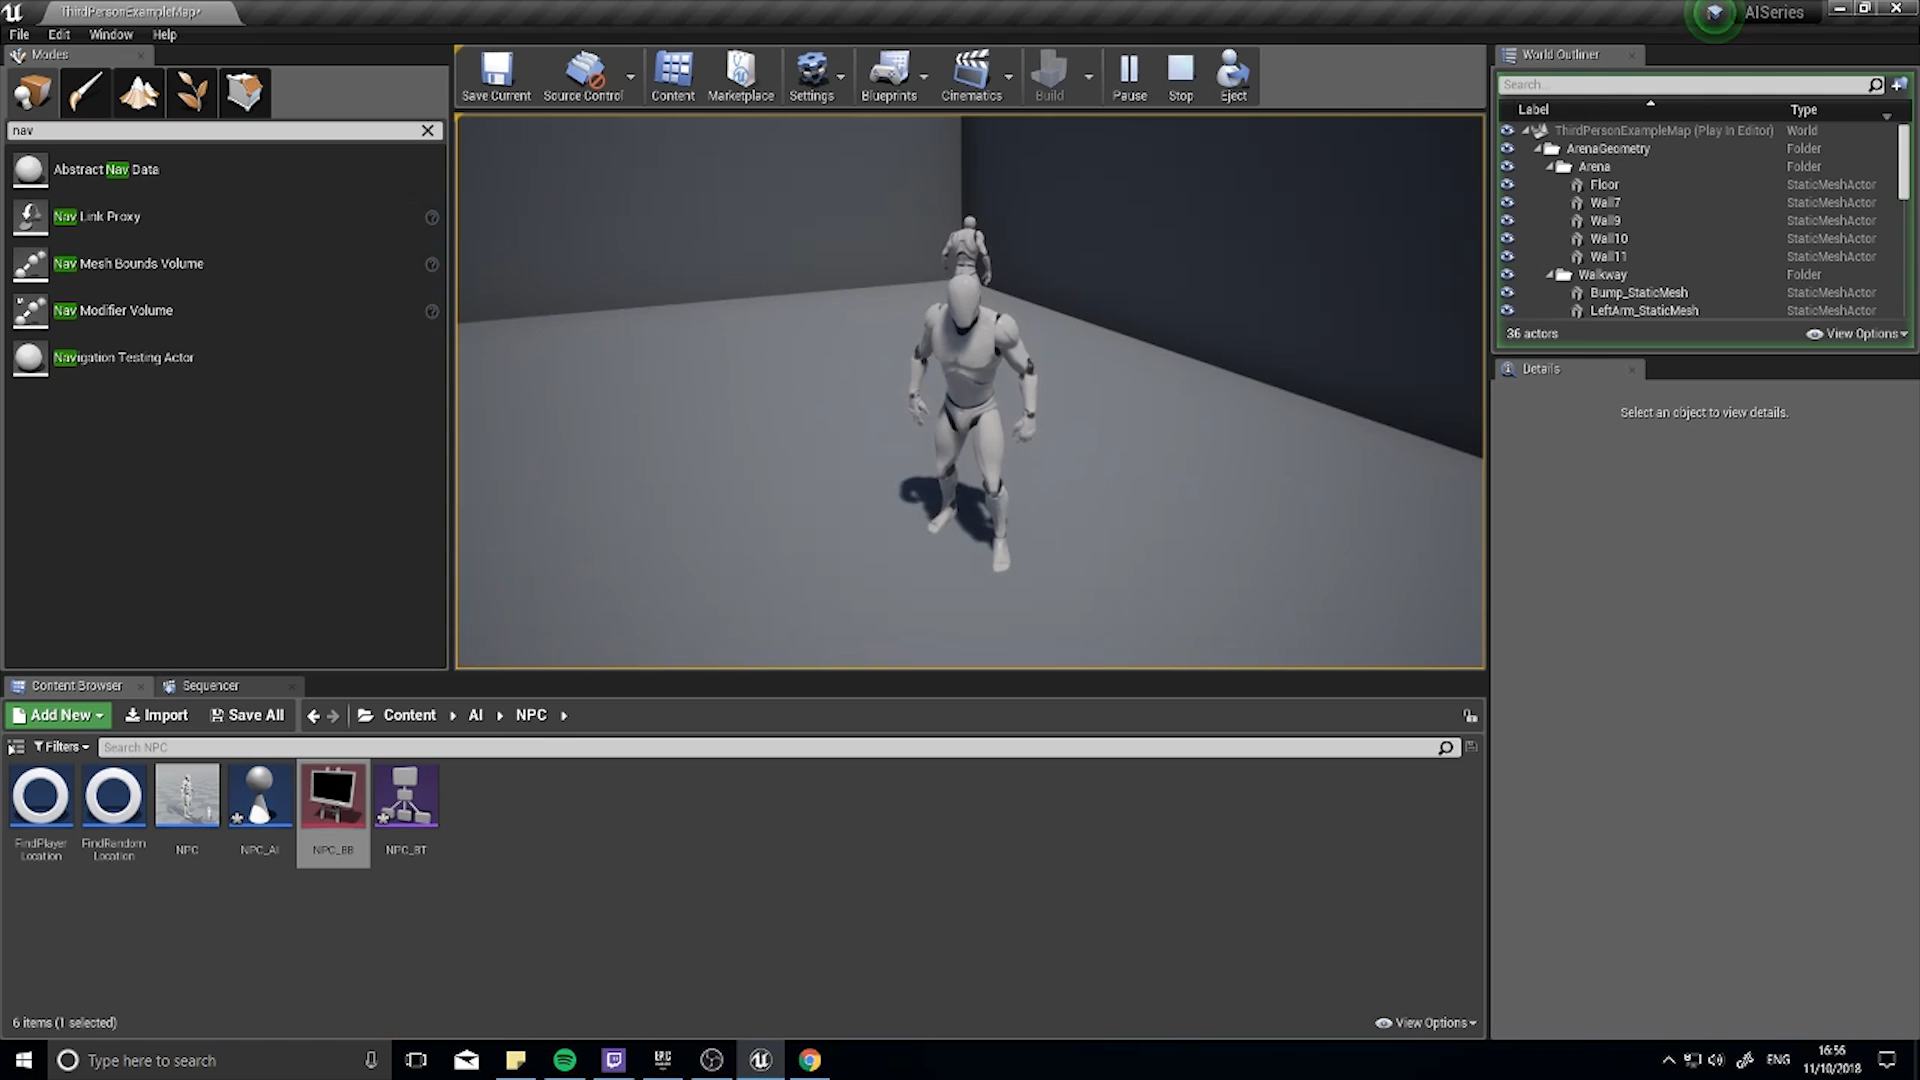 ThirdPersonExampleMap*
AISeries
File Edit Window Help
Modes
nav
Abstract Nav Data
Nav Link Proxy
Nav Mesh Bounds Volume
Nav Modifier Volume
Navigation Testing Actor
Save Current Source Control Content Marketplace Settings Blueprints Cinematics Build Pause Stop Eject
World Outliner
Search...
Label Type
ThirdPersonExampleMap (Play In Editor) World
ArenaGeometry Folder
Arena Folder
Floor StaticMeshActor
Wall7 StaticMeshActor
Wall9 StaticMeshActor
Wall10 StaticMeshActor
Wall11 StaticMeshActor
Walkway Folder
Bump_StaticMesh StaticMeshActor
LeftArm_StaticMesh StaticMeshActor
36 actors View Options
Details
Select an object to view details.
Content Browser Sequencer
Add New Import Save All Content AI NPC
Filters Search NPC
FindPlayer Location
FindRandom Location
NPC
NPC_AI
NPC_BB
NPC_BT
6 items (1 selected) View Options
Type here to search
EPIC
ENG
16:56
11/10/2018